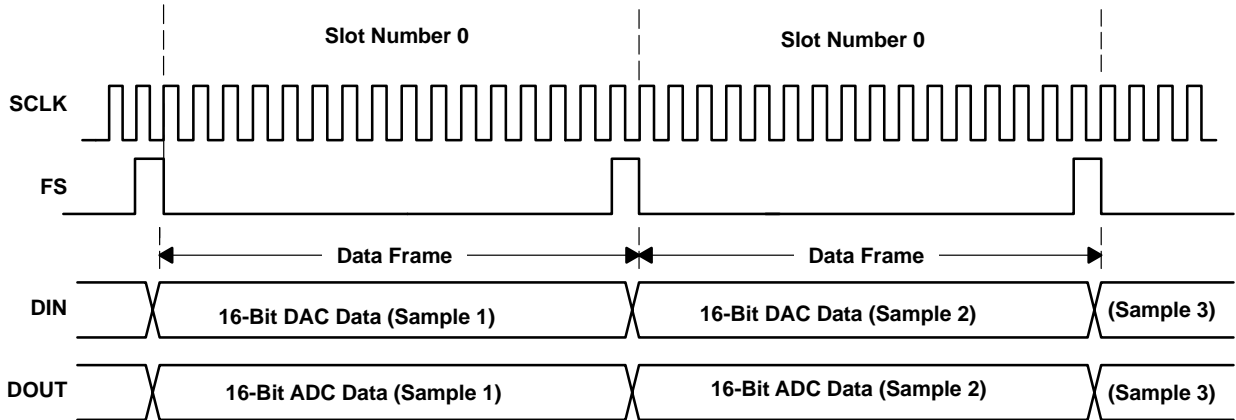 Slot Number 0 Slot Number 0
SCLK
FS
Data Frame Data Frame
DIN 16-Bit DAC Data (Sample 1) 16-Bit DAC Data (Sample 2) (Sample 3)
DOUT 16-Bit ADC Data (Sample 1) 16-Bit ADC Data (Sample 2) (Sample 3)